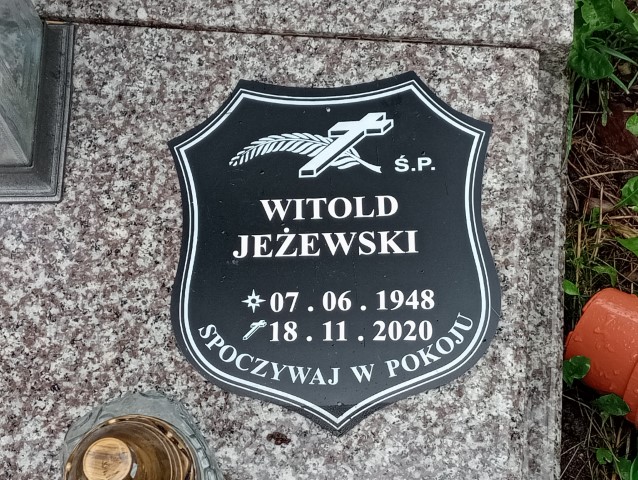 Ś.P.
WITOLD
JEŻEWSKI
07.06.1948
18.11.2020
SPOCZYWAJ W POKOJU